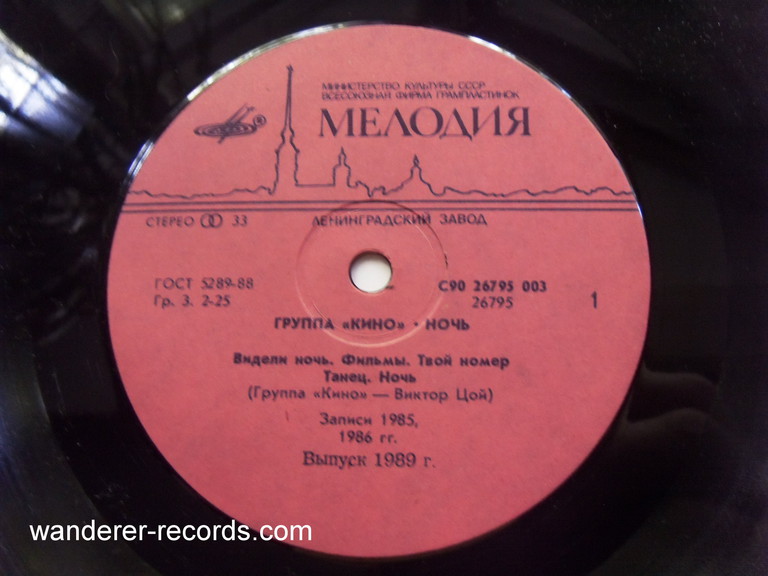 МИНИСТЕРСТВО КУЛЬТУРЫ СССР
ВСЕСОЮЗНАЯ ФИРМА ГРАМПЛАСТИНОК
МЕЛОДИЯ
СТЕРЕО 33 ЛЕНИНГРАДСКИЙ ЗАВОД
ГОСТ 5289-88 С90 26795 003
Гр. 3. 2-25 26795 1
ГРУППА «КИНО» · НОЧЬ
Видели ночь. Фильмы. Твой номер
Танец. Ночь
(Группа «Кино» — Виктор Цой)
Записи 1985,
1986 гг.
Выпуск 1989 г.
wanderer-records.com